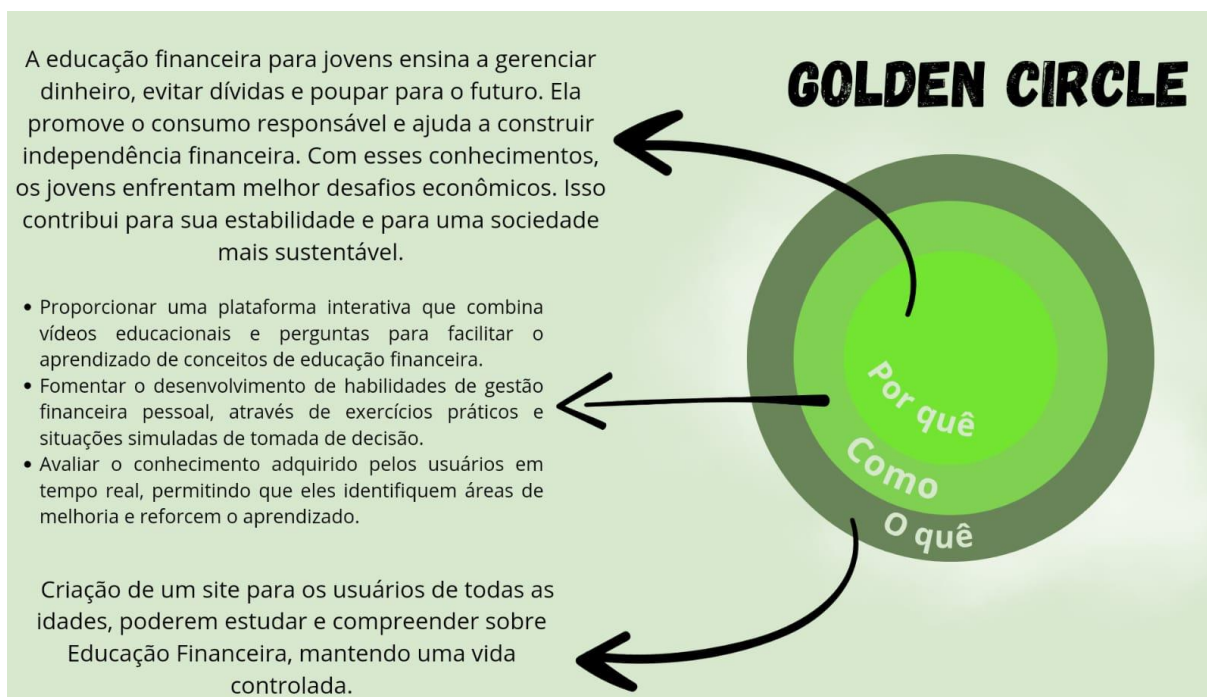 A educação financeira para jovens ensina a gerenciar
dinheiro, evitar dívidas e poupar para o futuro. Ela
promove o consumo responsável e ajuda a construir
independência financeira. Com esses conhecimentos,
os jovens enfrentam melhor desafios econômicos. Isso
contribui para sua estabilidade e para uma sociedade
mais sustentável.
• Proporcionar uma plataforma interativa que combina
vídeos educacionais e perguntas para facilitar o
aprendizado de conceitos de educação financeira.
• Fomentar o desenvolvimento de habilidades de gestão
financeira pessoal, através de exercícios práticos e
situações simuladas de tomada de decisão.
• Avaliar o conhecimento adquirido pelos usuários em
tempo real, permitindo que eles identifiquem áreas de
melhoria e reforcem o aprendizado.
Criação de um site para os usuários de todas as
idades, poderem estudar e compreender sobre
Educação Financeira, mantendo uma vida
controlada.
GOLDEN CIRCLE
Por quê
Como
O quê